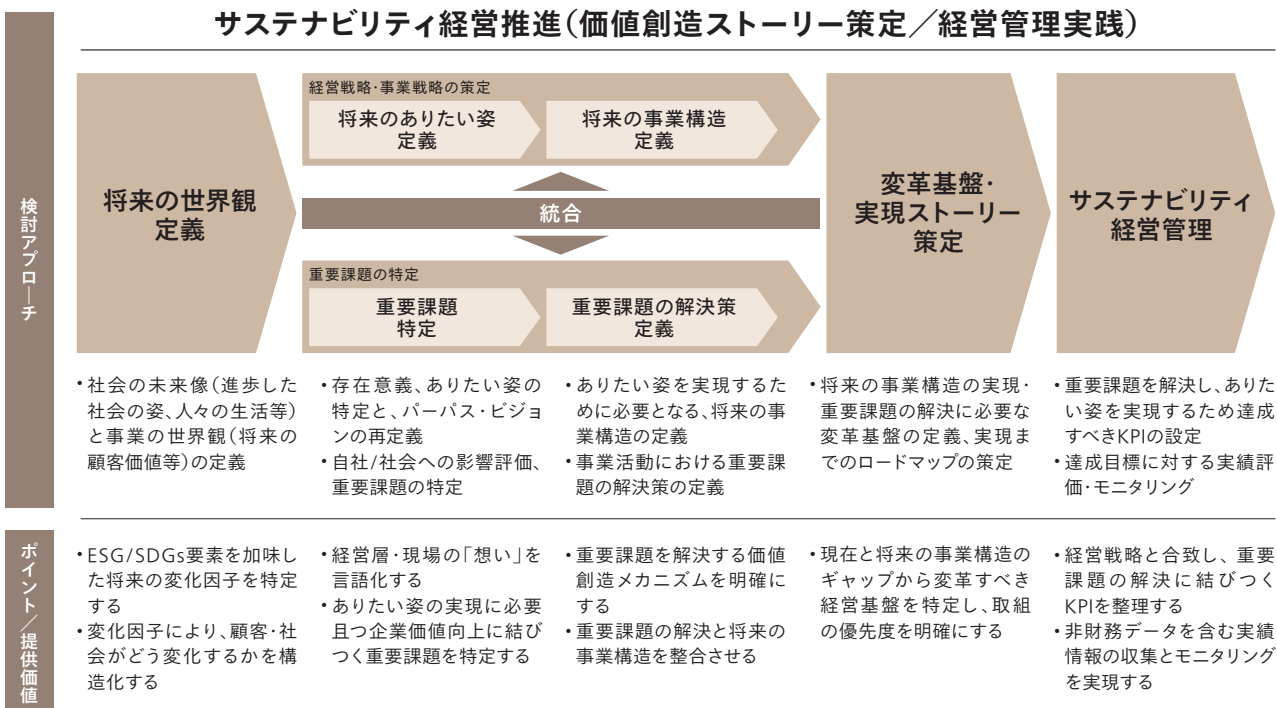 サステナビリティ経営推進(価値創造ストーリー策定／経営管理実践)
検討アプローチ
将来の世界観
定義
経営戦略・事業戦略の策定
将来のありたい姿
定義
将来の事業構造
定義
統合
重要課題の特定
重要課題
特定
重要課題の解決策
定義
変革基盤・
実現ストーリー
策定
サステナビリティ
経営管理
・社会の未来像(進歩した
社会の姿、人々の生活等)
と事業の世界観(将来の
顧客価値等)の定義
・存在意義、ありたい姿の
特定と、パーパス・ビジョ
ンの再定義
・自社/社会への影響評価、
重要課題の特定
・ありたい姿を実現するた
めに必要となる、将来の事
業構造の定義
・事業活動における重要課
題の解決策の定義
・将来の事業構造の実現・
重要課題の解決に必要な
変革基盤の定義、実現ま
でのロードマップの策定
・重要課題を解決し、ありた
い姿を実現するため達成
すべきKPIの設定
・達成目標に対する実績評
価・モニタリング
ポイント／提供価値
・ESG/SDGs要素を加味し
た将来の変化因子を特定
する
・変化因子により、顧客・社
会がどう変化するかを構
造化する
・経営層・現場の「想い」を
言語化する
・ありたい姿の実現に必要
且つ企業価値向上に結び
つく重要課題を特定する
・重要課題を解決する価値
創造メカニズムを明確に
する
・重要課題の解決と将来の
事業構造を整合させる
・現在と将来の事業構造の
ギャップから変革すべき
経営基盤を特定し、取組
の優先度を明確にする
・経営戦略と合致し、重要
課題の解決に結びつく
KPIを整理する
・非財務データを含む実績
情報の収集とモニタリング
を実現する